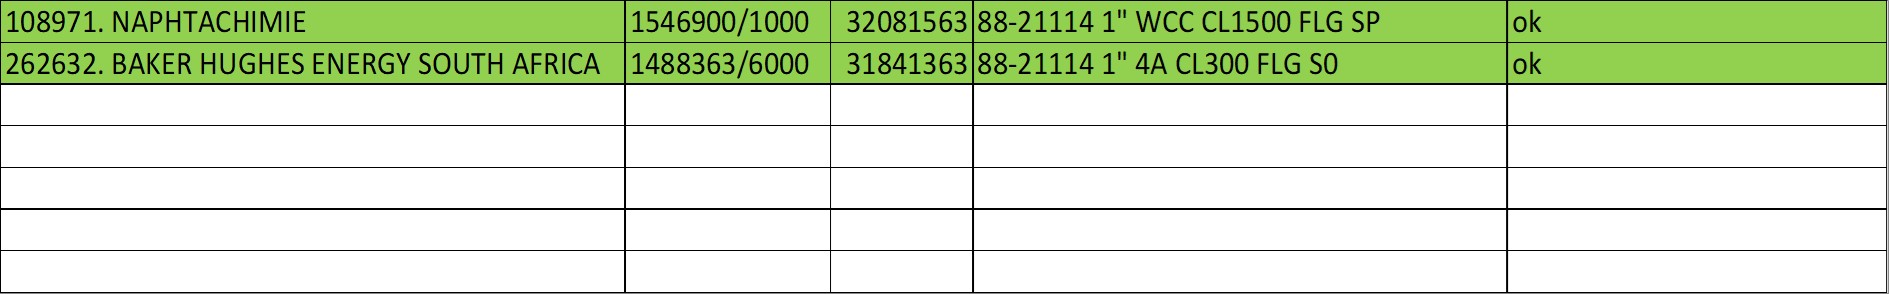 108971. NAPHTACHIMIE 1546900/1000 32081563 88-21114 1" WCC CL1500 FLG SP ok
262632. BAKER HUGHES ENERGY SOUTH AFRICA 1488363/6000 31841363 88-21114 1" 4A CL300 FLG S0 ok